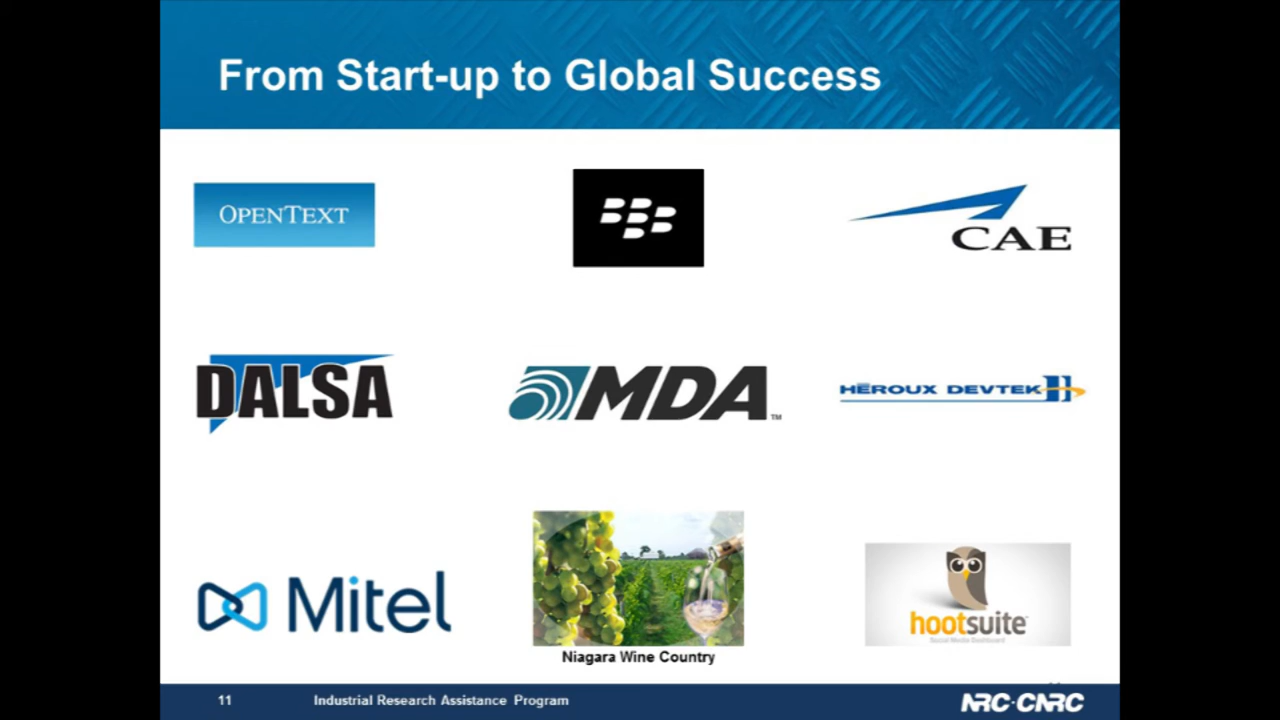 From Start-up to Global Success
OPENTEXT
CAE
DALSA
MDA TM
HÉROUX DEVTEK
Mitel
Niagara Wine Country
hootsuite
Social Media Dashboard
11 Industrial Research Assistance Program NRC·CNRC